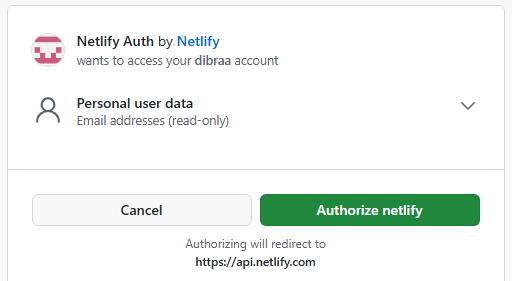 Netlify Auth by Netlify
wants to access your dibraa account
Personal user data
Email addresses (read-only)
Cancel
Authorize netlify
Authorizing will redirect to
https://api.netlify.com